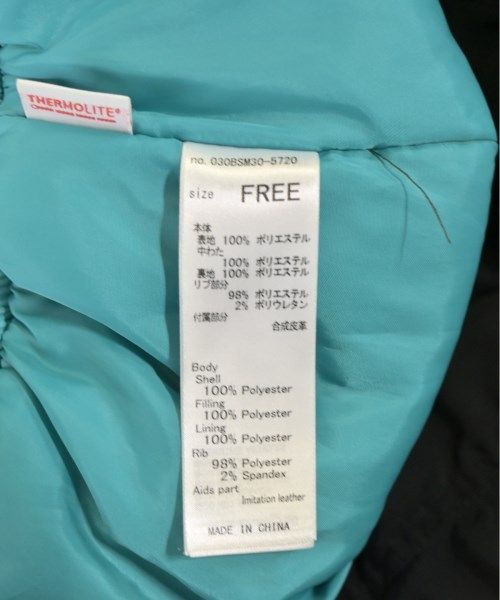 THERMOLITE®
no. 030BSM30-5720
size FREE
本体
表地 100% ポリエステル
中わた
100% ポリエステル
裏地 100% ポリエステル
リブ部分
98% ポリエステル
2% ポリウレタン
付属部分
合成皮革
Body
Shell
100% Polyester
Filling
100% Polyester
Lining
100% Polyester
Rib
98% Polyester
2% Spandex
Aids part
Imitation leather
MADE IN CHINA